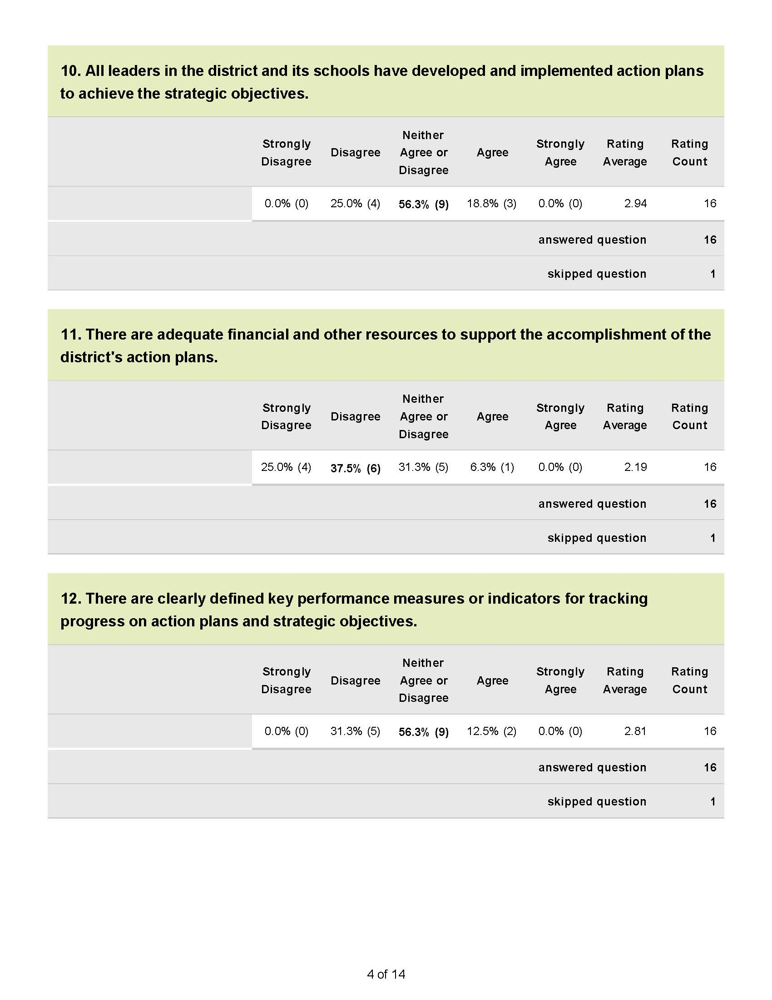 10. All leaders in the district and its schools have developed and implemented action plans
to achieve the strategic objectives.
Strongly Disagree Disagree Neither Agree or Disagree Agree Strongly Agree Rating Average Rating Count
0.0% (0) 25.0% (4) 56.3% (9) 18.8% (3) 0.0% (0) 2.94 16
answered question 16
skipped question 1
11. There are adequate financial and other resources to support the accomplishment of the
district's action plans.
Strongly Disagree Disagree Neither Agree or Disagree Agree Strongly Agree Rating Average Rating Count
25.0% (4) 37.5% (6) 31.3% (5) 6.3% (1) 0.0% (0) 2.19 16
answered question 16
skipped question 1
12. There are clearly defined key performance measures or indicators for tracking
progress on action plans and strategic objectives.
Strongly Disagree Disagree Neither Agree or Disagree Agree Strongly Agree Rating Average Rating Count
0.0% (0) 31.3% (5) 56.3% (9) 12.5% (2) 0.0% (0) 2.81 16
answered question 16
skipped question 1
4 of 14